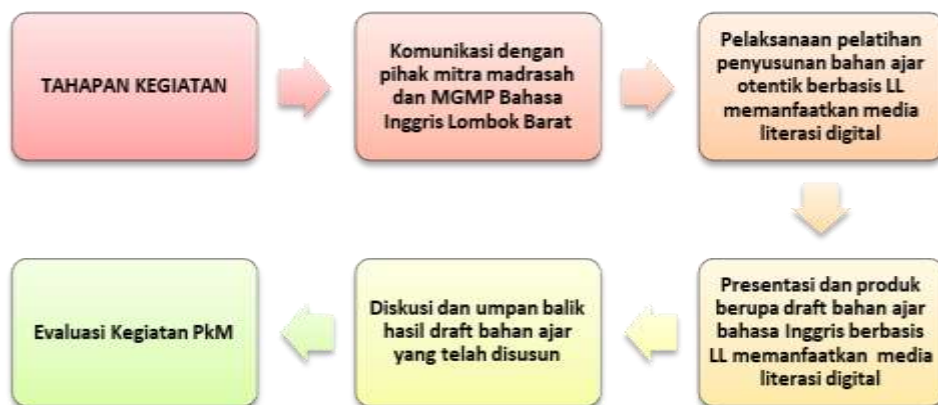 TAHAPAN KEGIATAN
Komunikasi dengan
pihak mitra madrasah
dan MGMP Bahasa
Inggris Lombok Barat
Pelaksanaan pelatihan
penyusunan bahan ajar
otentik berbasis LL
memanfaatkan media
literasi digital
Presentasi dan produk
berupa draft bahan ajar
bahasa Inggris berbasis
LL memanfaatkan media
literasi digital
Diskusi dan umpan balik
hasil draft bahan ajar
yang telah disusun
Evaluasi Kegiatan PkM